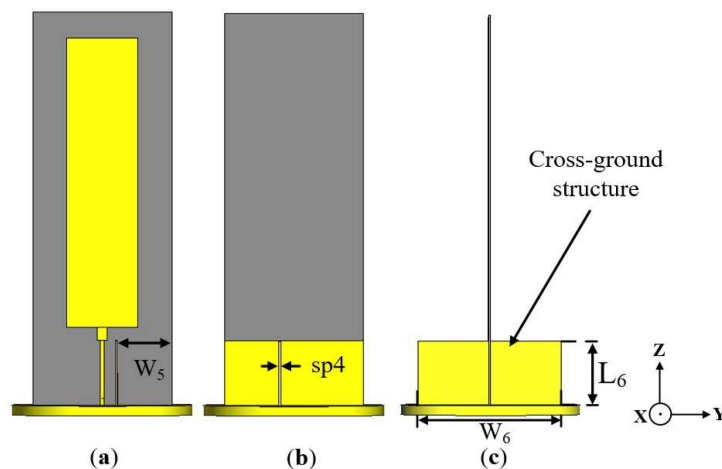 Cross-ground
structure
W5
sp4
L6
W6
Z
X
Y
(a)
(b)
(c)